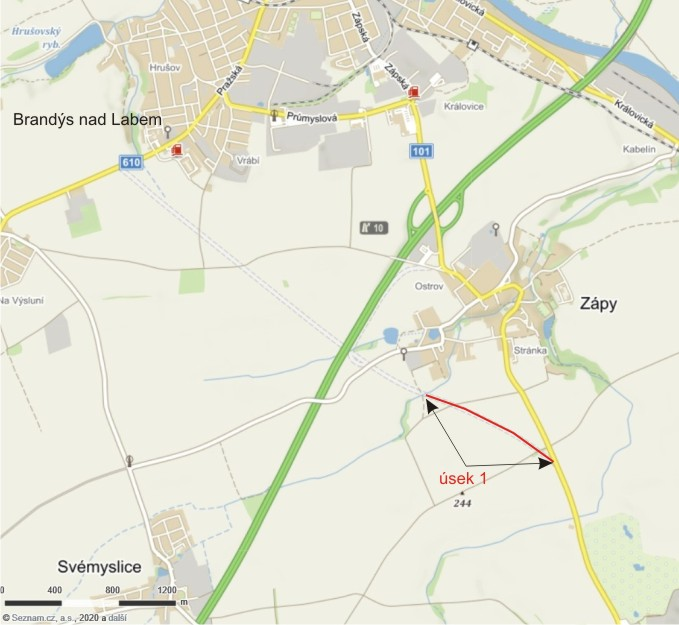 Hrušovský
ryb.
Zápská
Královická
Hrušov
Pražská
Zápská
Brandýs nad Labem
Průmyslová
Královice
Královická
Kabelín
Vrábí
610
101
10
Na Výsluní
Ostrov
Zápy
Stránka
úsek 1
244
Svémyslice
0 400 800 1200 m
© Seznam.cz, a.s., 2020 a další